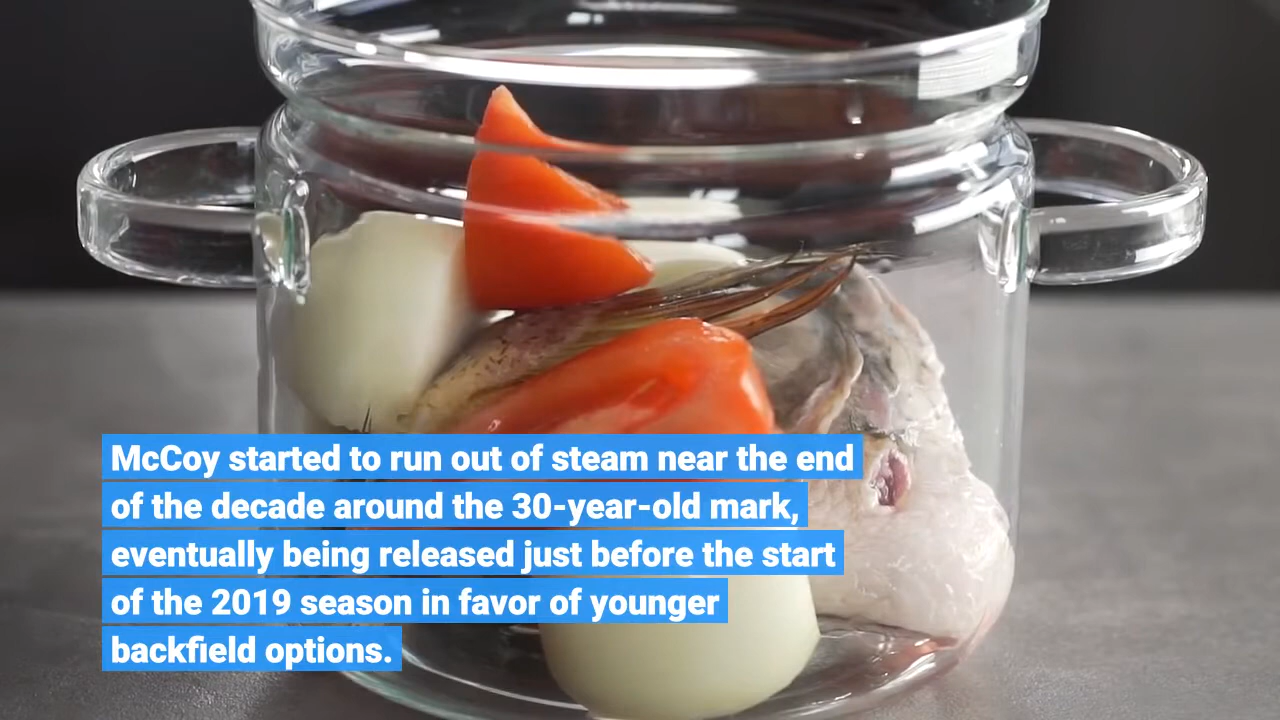 McCoy started to run out of steam near the end
of the decade around the 30-year-old mark,
eventually being released just before the start
of the 2019 season in favor of younger
backfield options.